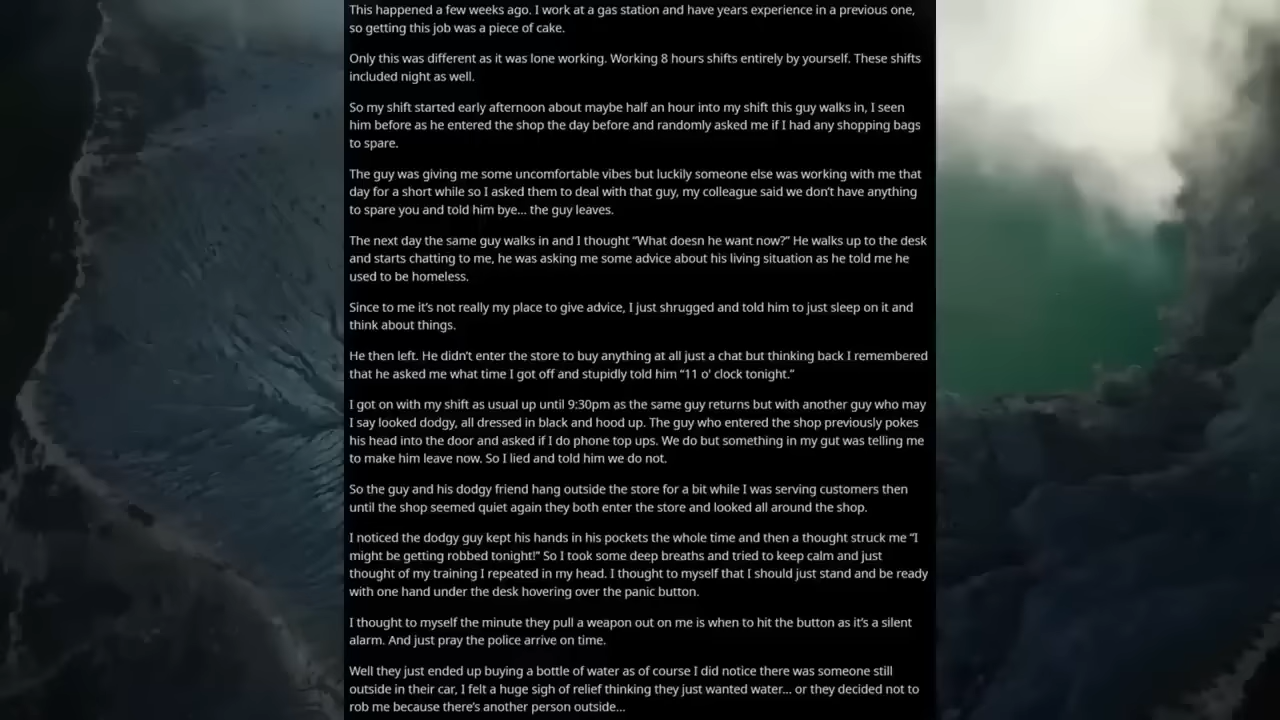 This happened a few weeks ago. I work at a gas station and have years experience in a previous one,
so getting this job was a piece of cake.
Only this was different as it was lone working. Working 8 hours shifts entirely by yourself. These shifts
included night as well.
So my shift started early afternoon about maybe half an hour into my shift this guy walks in, I seen
him before as he entered the shop the day before and randomly asked me if I had any shopping bags
to spare.
The guy was giving me some uncomfortable vibes but luckily someone else was working with me that
day for a short while so I asked them to deal with that guy, my colleague said we don't have anything
to spare you and told him bye... the guy leaves.
The next day the same guy walks in and I thought “What doesn he want now?” He walks up to the desk
and starts chatting to me, he was asking me some advice about his living situation as he told me he
used to be homeless.
Since to me it's not really my place to give advice, I just shrugged and told him to just sleep on it and
think about things.
He then left. He didn't enter the store to buy anything at all just a chat but thinking back I remembered
that he asked me what time I got off and stupidly told him “11 o' clock tonight.”
I got on with my shift as usual up until 9:30pm as the same guy returns but with another guy who may
I say looked dodgy, all dressed in black and hood up. The guy who entered the shop previously pokes
his head into the door and asked if I do phone top ups. We do but something in my gut was telling me
to make him leave now. So I lied and told him we do not.
So the guy and his dodgy friend hang outside the store for a bit while I was serving customers then
until the shop seemed quiet again they both enter the store and looked all around the shop.
I noticed the dodgy guy kept his hands in his pockets the whole time and then a thought struck me “I
might be getting robbed tonight!” So I took some deep breaths and tried to keep calm and just
thought of my training I repeated in my head. I thought to myself that I should just stand and be ready
with one hand under the desk hovering over the panic button.
I thought to myself the minute they pull a weapon out on me is when to hit the button as it's a silent
alarm. And just pray the police arrive on time.
Well they just ended up buying a bottle of water as of course I did notice there was someone still
outside in their car, I felt a huge sigh of relief thinking they just wanted water... or they decided not to
rob me because there's another person outside...